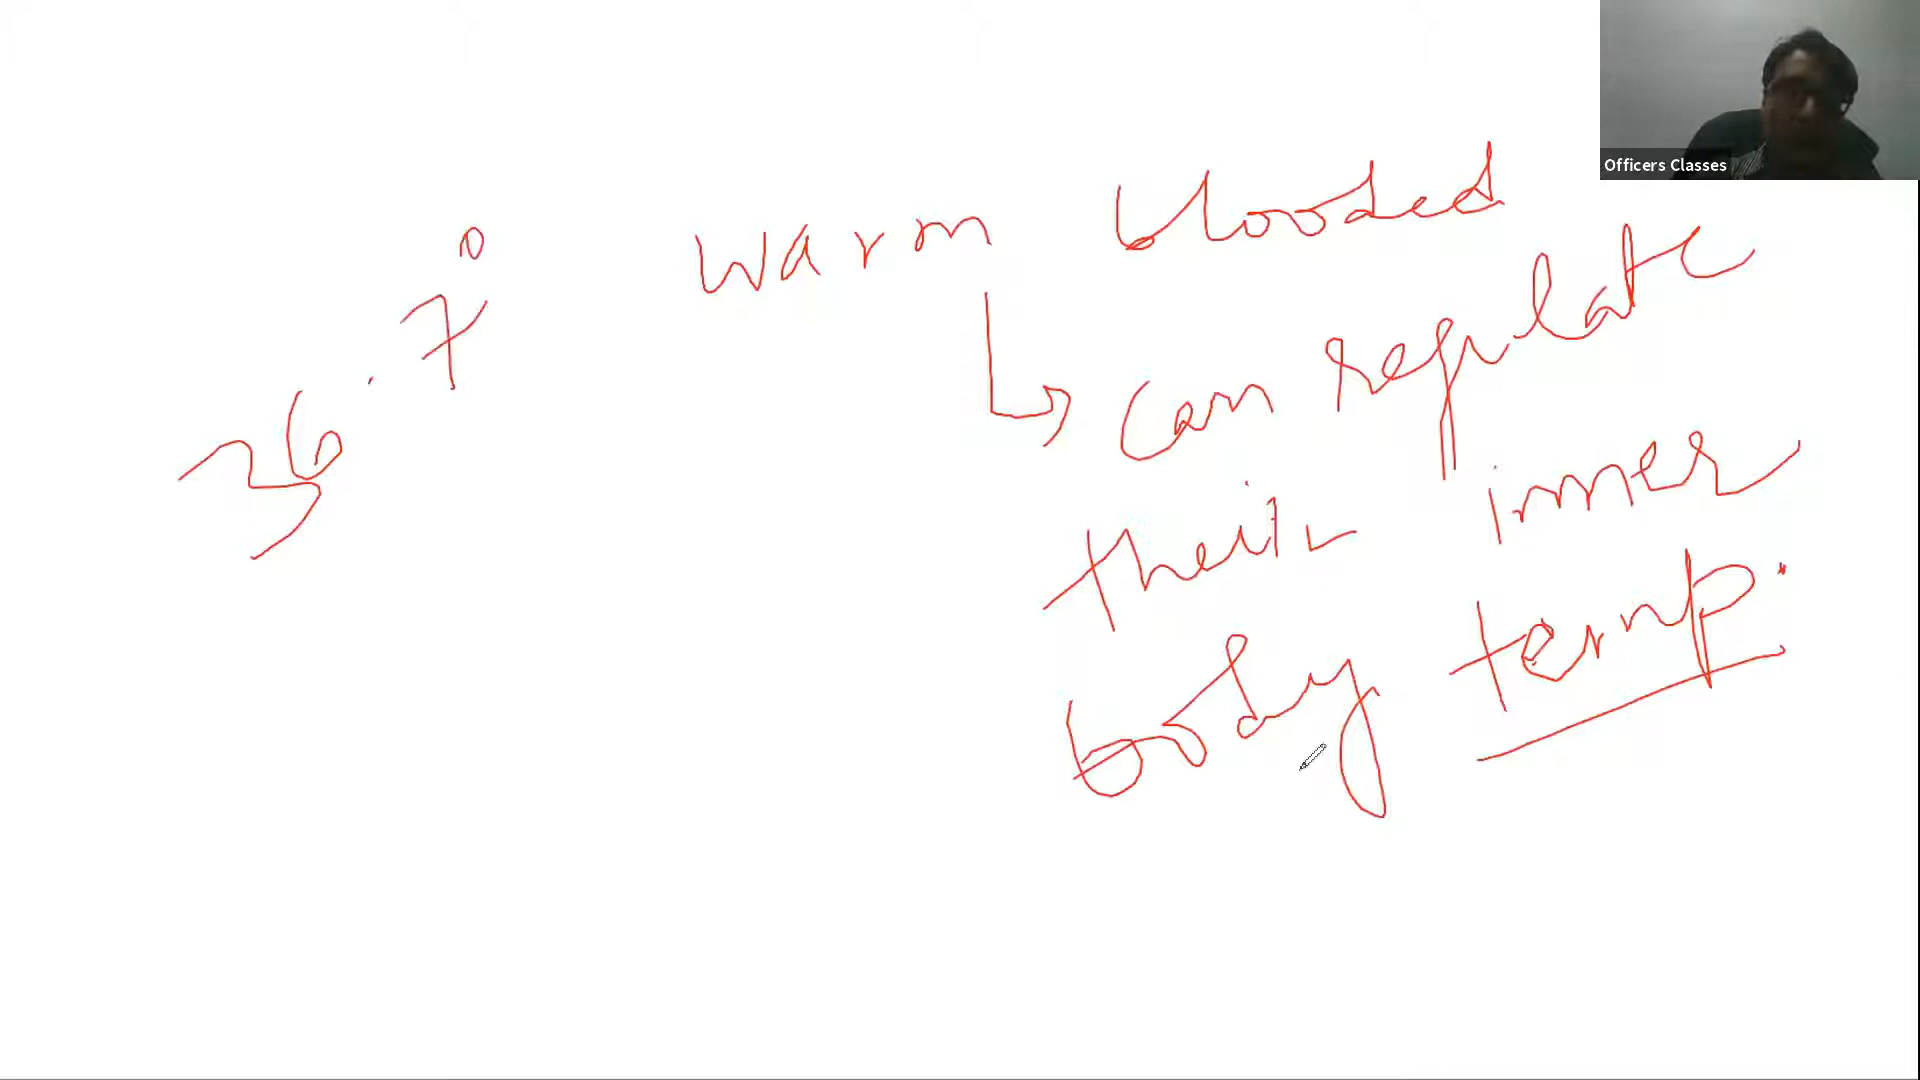 Officers Classes
36.7°
warm blooded
↳ can regulate
their inner
body temp.